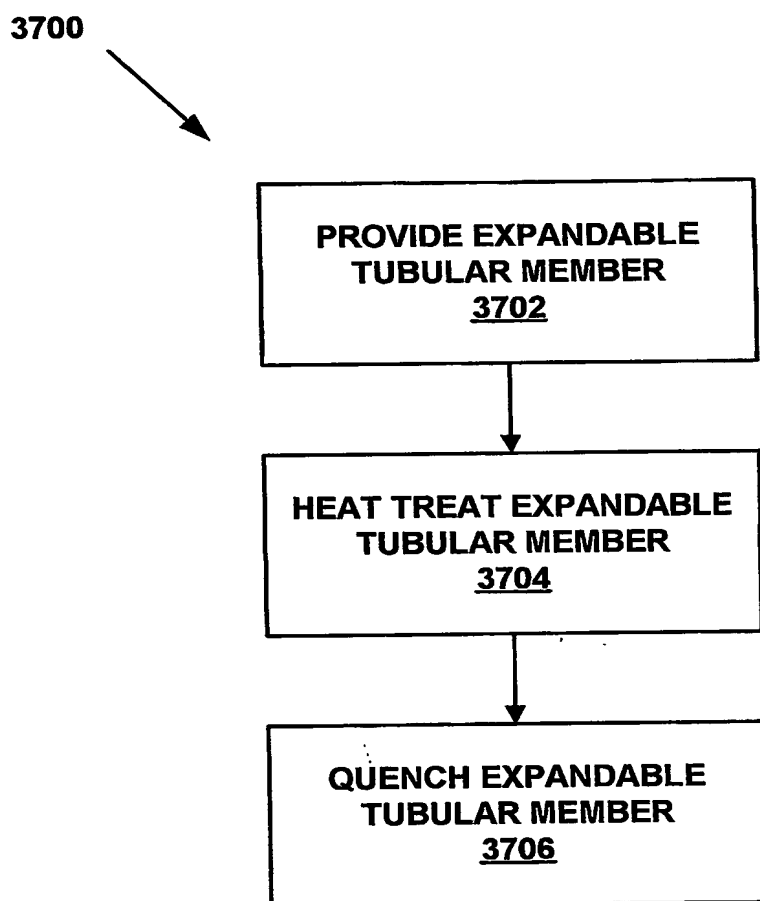 3700
PROVIDE EXPANDABLE
TUBULAR MEMBER
3702
HEAT TREAT EXPANDABLE
TUBULAR MEMBER
3704
QUENCH EXPANDABLE
TUBULAR MEMBER
3706